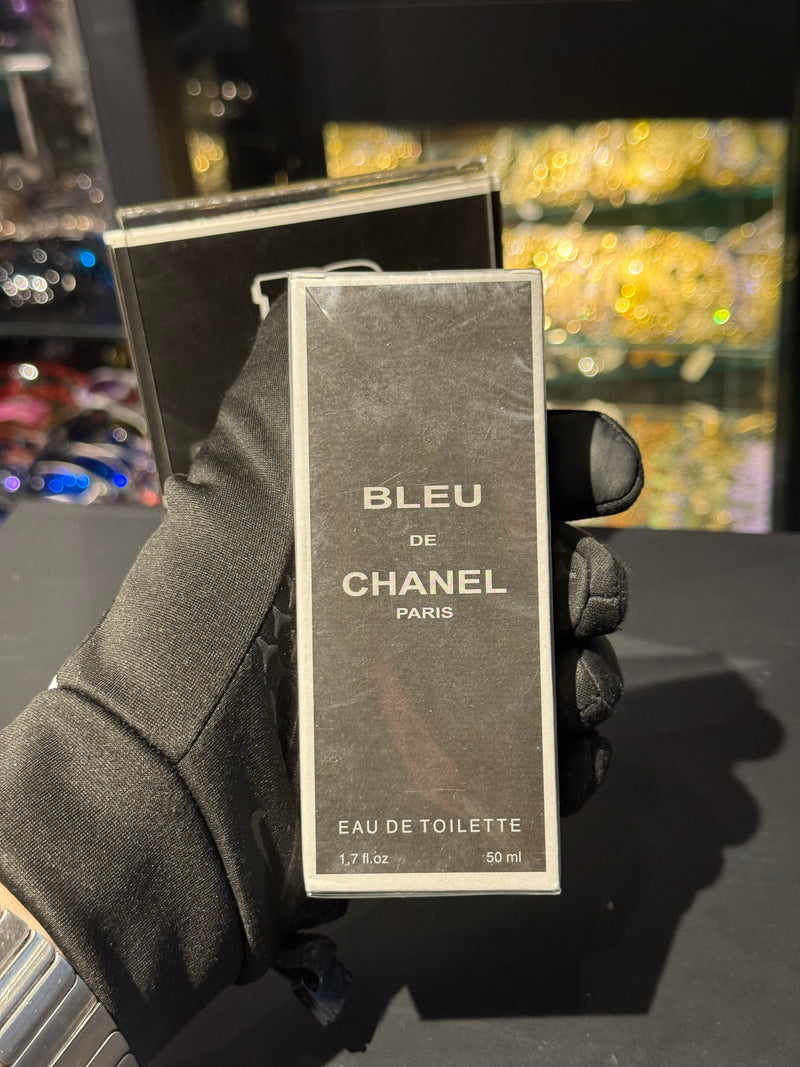 BLEU
DE
CHANEL
PARIS
EAU DE TOILETTE
1.7 fl.oz 50 ml